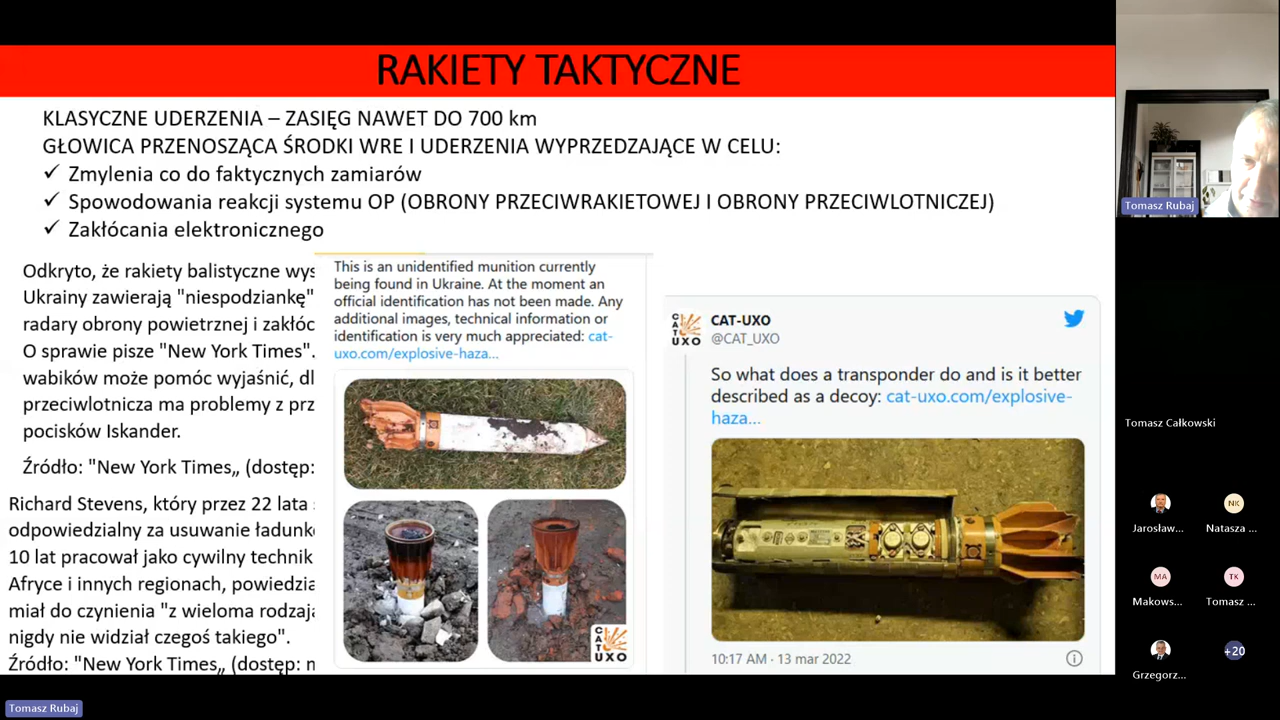 RAKIETY TAKTYCZNE
KLASYCZNE UDERZENIA – ZASIĘG NAWET DO 700 km
GŁOWICA PRZENOSZĄCA ŚRODKI WRE I UDERZENIA WYPRZEDZAJĄCE W CELU:
✓ Zmylenia co do faktycznych zamiarów
✓ Spowodowania reakcji systemu OP (OBRONY PRZECIWRAKIETOWEJ I OBRONY PRZECIWLOTNICZEJ)
✓ Zakłócania elektronicznego
Odkryto, że rakiety balistyczne wys
Ukrainy zawierają "niespodziankę"
radary obrony powietrznej i zakłóc
O sprawie pisze "New York Times".
wabików może pomóc wyjaśnić, dl
przeciwlotnicza ma problemy z prz
pocisków Iskander.
Źródło: "New York Times„ (dostęp:
Richard Stevens, który przez 22 lata
odpowiedzialny za usuwanie ładunk
10 lat pracował jako cywilny technik
Afryce i innych regionach, powiedzia
miał do czynienia "z wieloma rodzaja
nigdy nie widział czegoś takiego".
Źródło: "New York Times„ (dostęp:
This is an unidentified munition currently
being found in Ukraine. At the moment an
official identification has not been made. Any
additional images, technical information or
identification is very much appreciated: cat-
uxo.com/explosive-haza...
CAT
UXO
CAT
UXO
CAT-UXO
@CAT_UXO
So what does a transponder do and is it better
described as a decoy: cat-uxo.com/explosive-
haza...
10:17 AM · 13 mar 2022
Tomasz Rubaj
Tomasz Całkowski
Jarosław...
NK
Natasza ...
MA
Makows...
TK
Tomasz ...
Grzegorz...
+20
Tomasz Rubaj